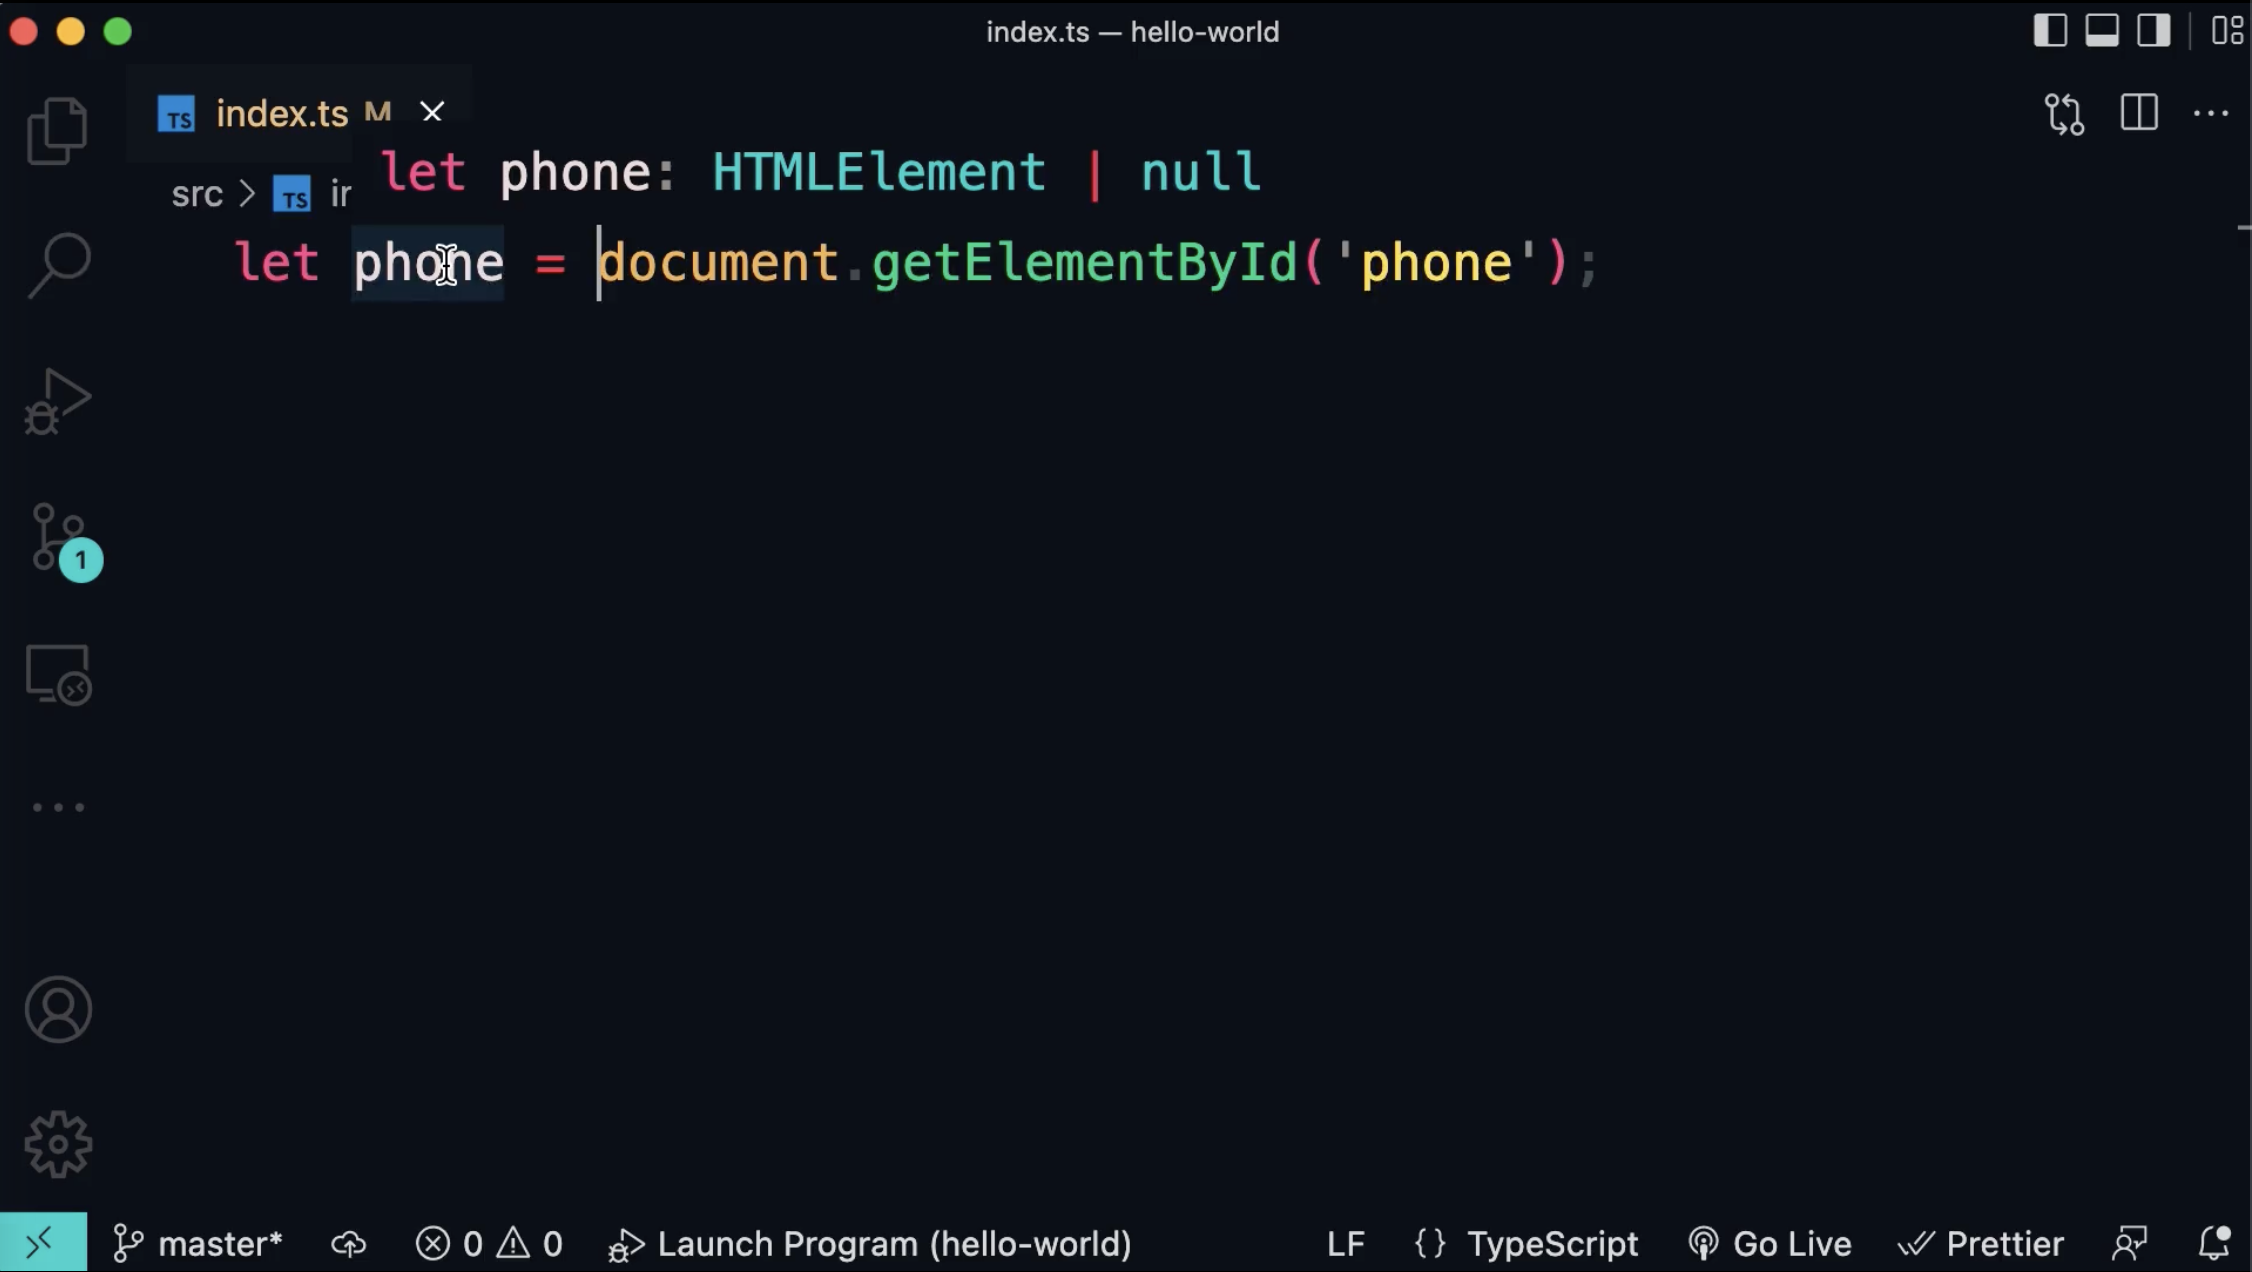 index.ts — hello-world
TS index.ts M
let phone: HTMLElement | null
src > TS
let phone = document.getElementById('phone');
1
master* 0 0 Launch Program (hello-world) LF {} TypeScript Go Live Prettier